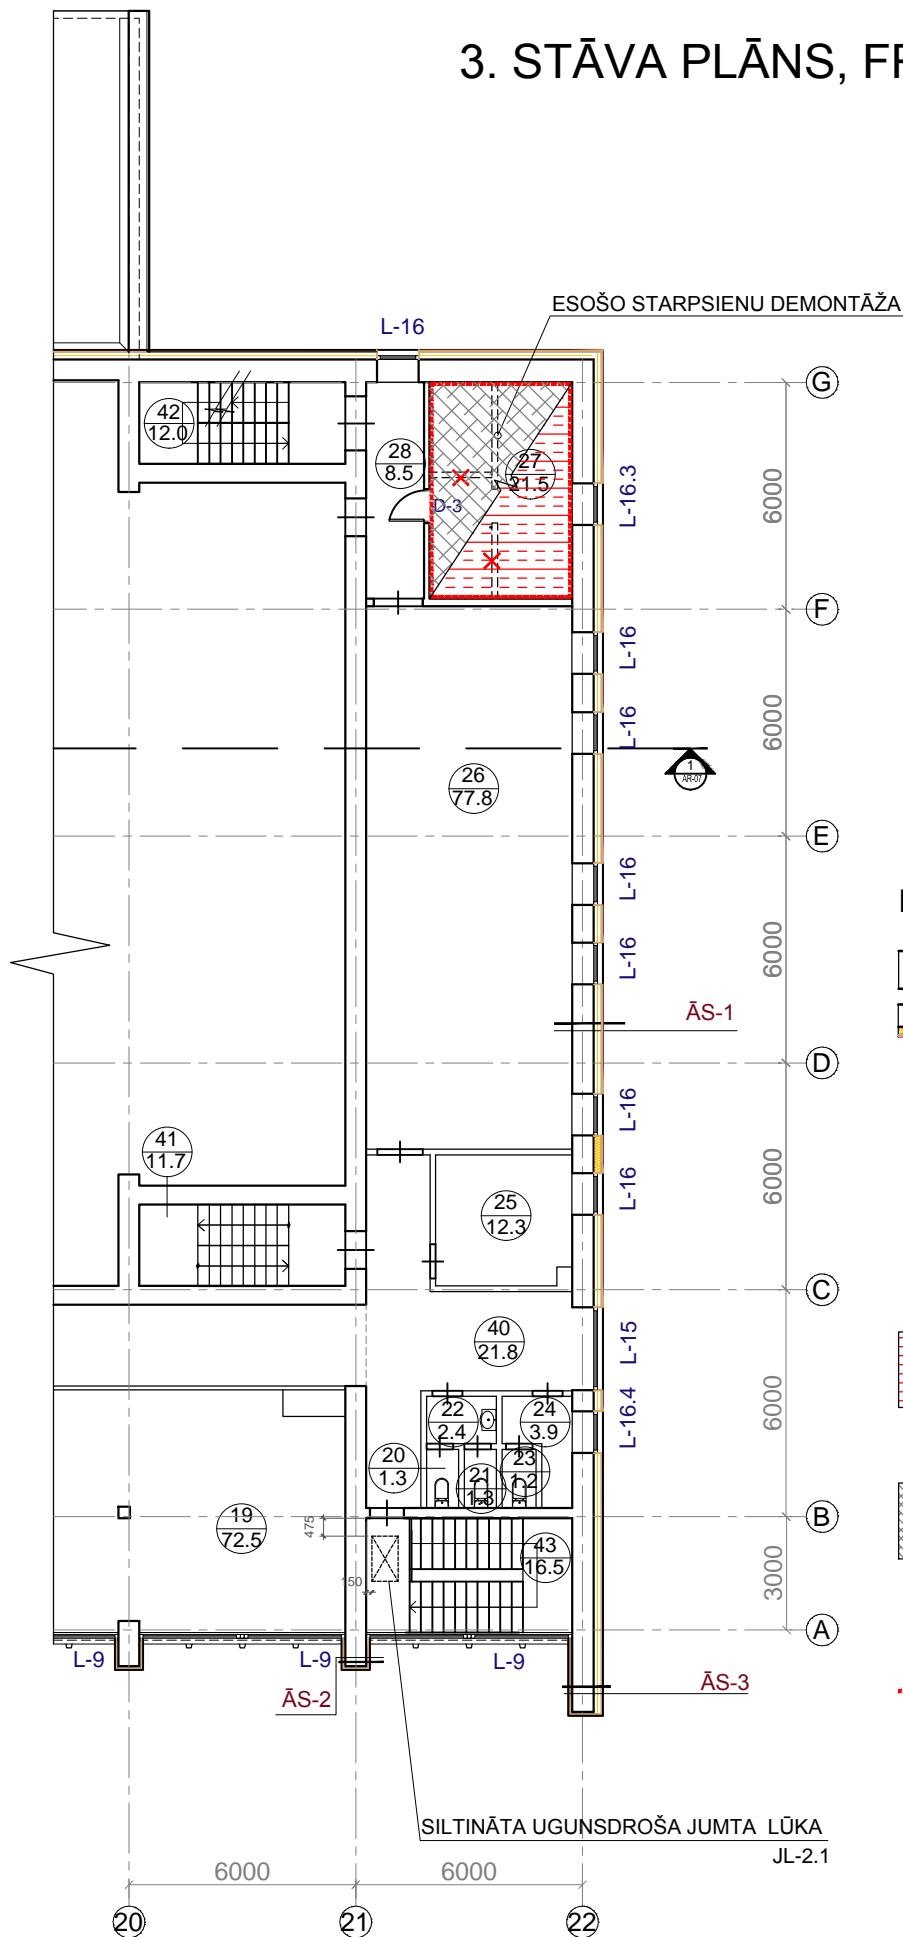 3. STĀVA PLĀNS, FR
ESOŠO STARPSIENU DEMONTĀŽA
L-16
G
42
12.0
28
8.5
27
21.5
D-3
L-16.3
6000
F
L-16
L-16
6000
26
77.8
1
AR-07
E
L-16
L-16
6000
ĀS-1
D
L-16
L-16
6000
41
11.7
25
12.3
C
40
21.8
L-15
L-16.4
6000
22
2.4
24
3.9
20
1.3
21
1.3
23
1.2
19
72.5
475
150
43
16.5
B
3000
A
L-9
L-9
L-9
ĀS-2
ĀS-3
SILTINĀTA UGUNSDROŠA JUMTA LŪKA
JL-2.1
6000
6000
20
21
22